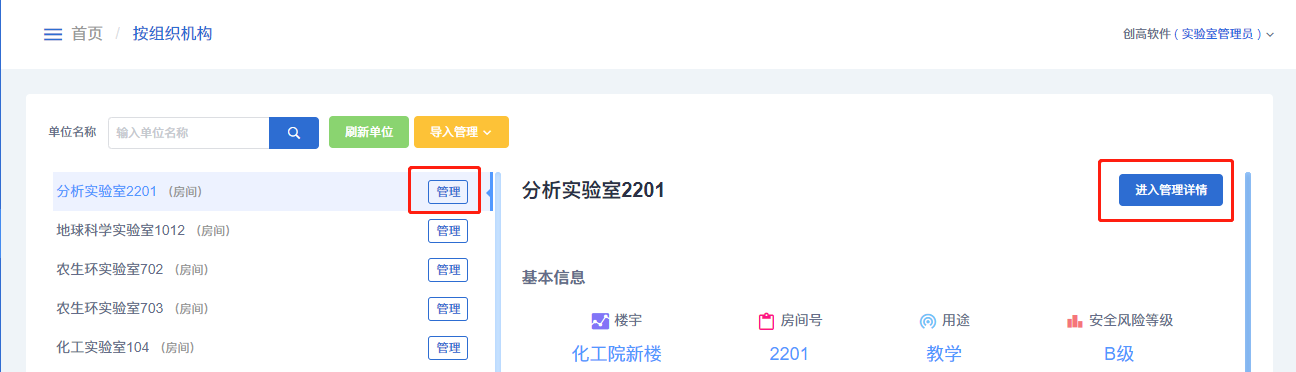 首页 / 按组织机构
创高软件 ( 实验室管理员 )
单位名称 输入单位名称 刷新单位 导入管理
分析实验室2201 (房间) 管理
地球科学实验室1012 (房间) 管理
农生环实验室702 (房间) 管理
农生环实验室703 (房间) 管理
化工实验室104 (房间) 管理
分析实验室2201 进入管理详情
基本信息
楼宇 房间号 用途 安全风险等级
化工院新楼 2201 教学 B级